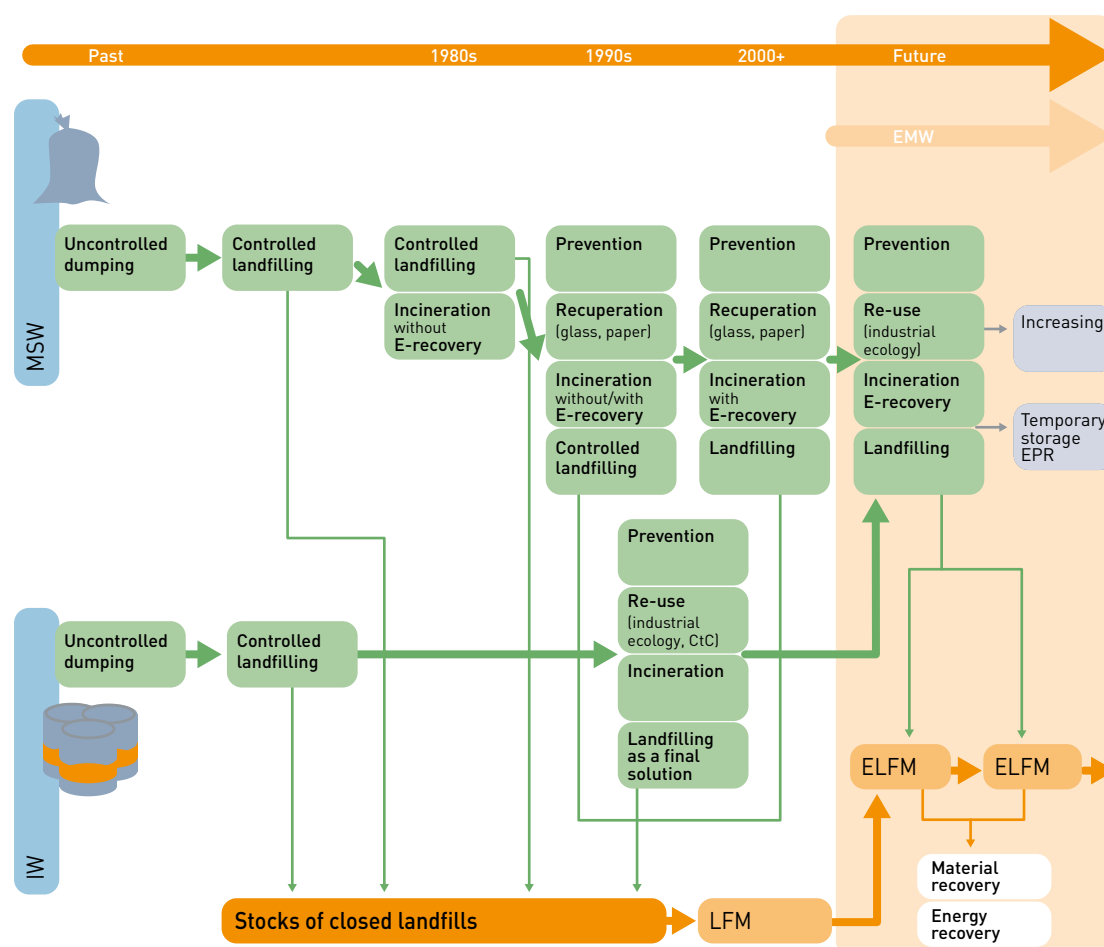 Past
1980s
1990s
2000+
Future
EMW
MSW
Uncontrolled
dumping
Controlled
landfilling
Controlled
landfilling
Incineration
without
E-recovery
Prevention
Recuperation
(glass, paper)
Incineration
without/with
E-recovery
Controlled
landfilling
Prevention
Recuperation
(glass, paper)
Incineration
with
E-recovery
Landfilling
Prevention
Re-use
(industrial
ecology)
Incineration
E-recovery
Landfilling
Increasing
Temporary
storage
EPR
IW
Uncontrolled
dumping
Controlled
landfilling
Prevention
Re-use
(industrial
ecology, CtC)
Incineration
Landfilling
as a final
solution
ELFM
ELFM
Material
recovery
Energy
recovery
Stocks of closed landfills
LFM